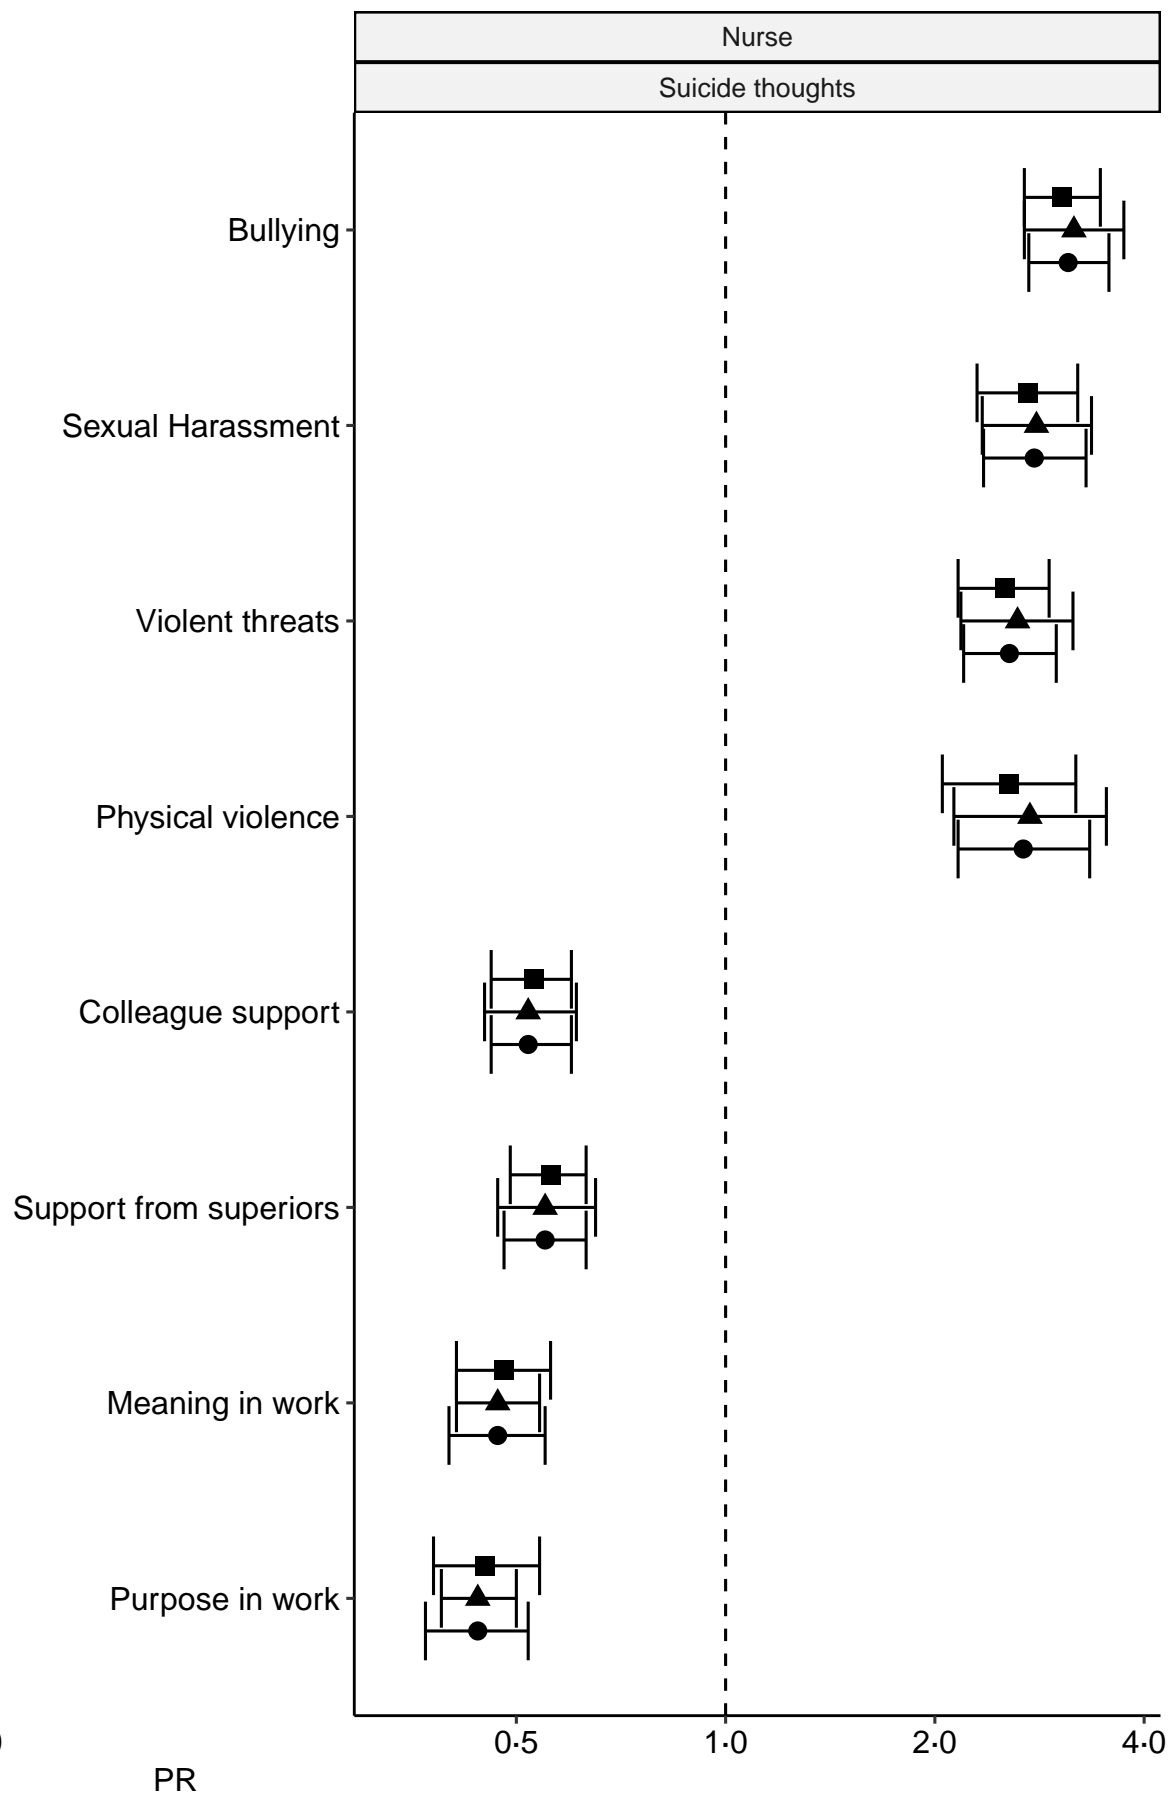 Nurse
Suicide thoughts
Bullying
Sexual Harassment
Violent threats
Physical violence
Colleague support
Support from superiors
Meaning in work
Purpose in work
0·5 1·0 2·0 4·0
PR